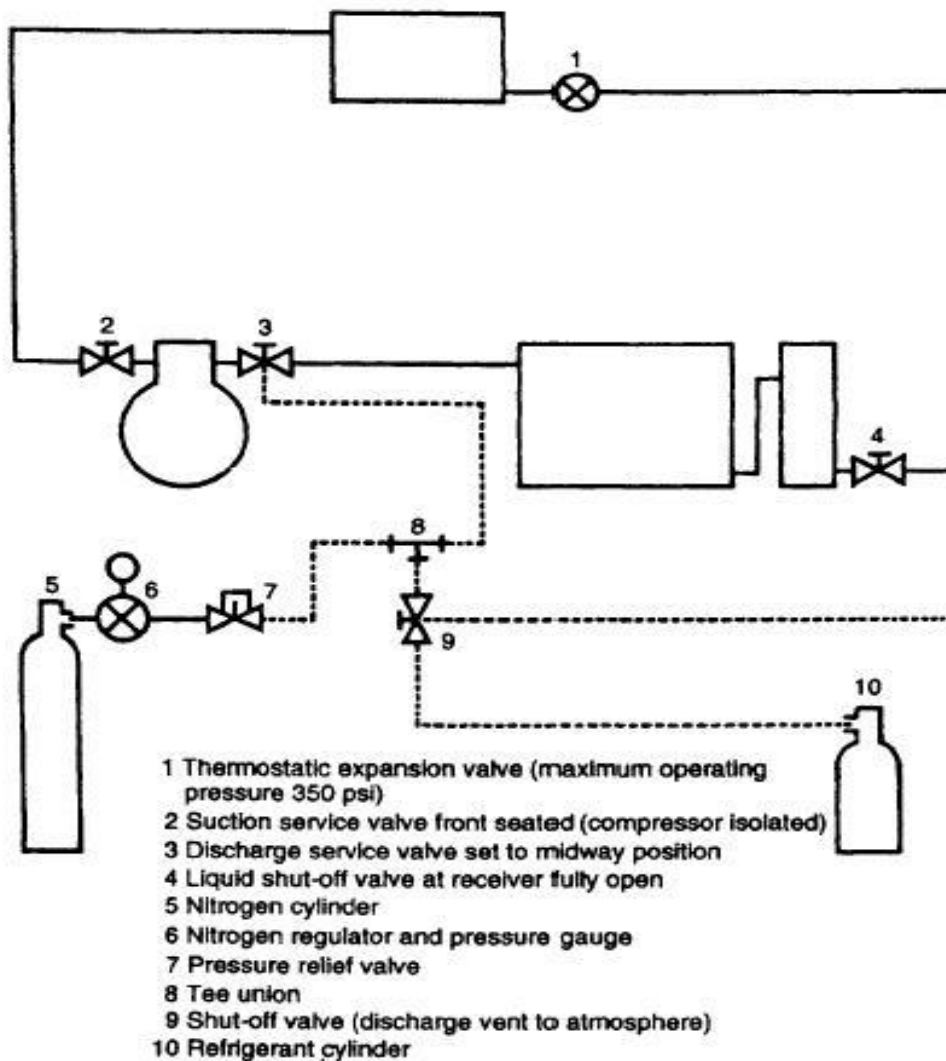 1
2
3
4
8
5
6
7
9
10
1 Thermostatic expansion valve (maximum operating
pressure 350 psi)
2 Suction service valve front seated (compressor isolated)
3 Discharge service valve set to midway position
4 Liquid shut-off valve at receiver fully open
5 Nitrogen cylinder
6 Nitrogen regulator and pressure gauge
7 Pressure relief valve
8 Tee union
9 Shut-off valve (discharge vent to atmosphere)
10 Refrigerant cylinder